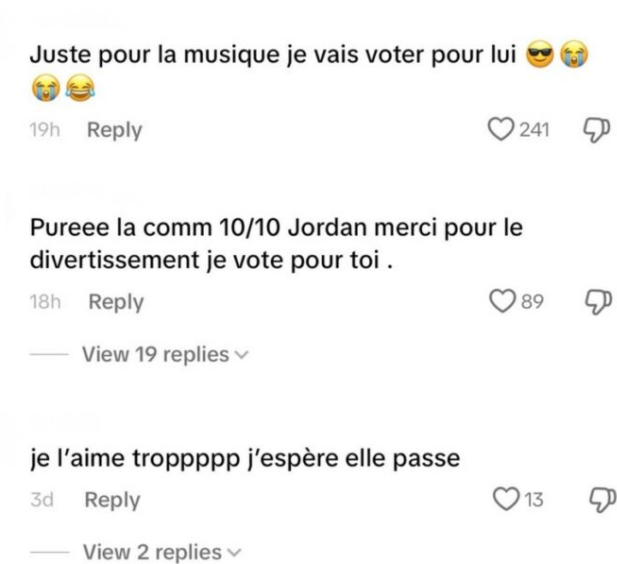 Juste pour la musique je vais voter pour lui 😎😭
😭😂
19h Reply 241
Pureee la comm 10/10 Jordan merci pour le
divertissement je vote pour toi .
18h Reply 89
View 19 replies
je l'aime troppppp j'espère elle passe
3d Reply 13
View 2 replies